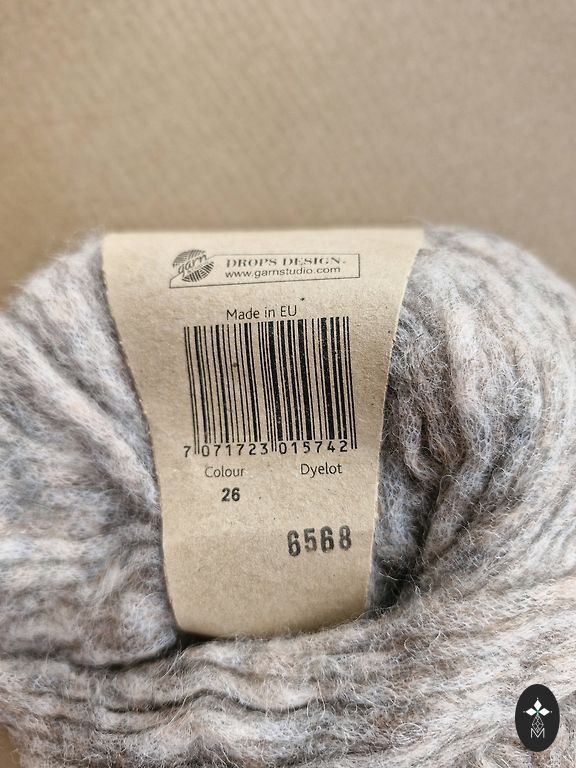 garn
DROPS DESIGN
www.garnstudio.com
Made in EU
7 071723 015742
Colour Dyelot
26
6568
M